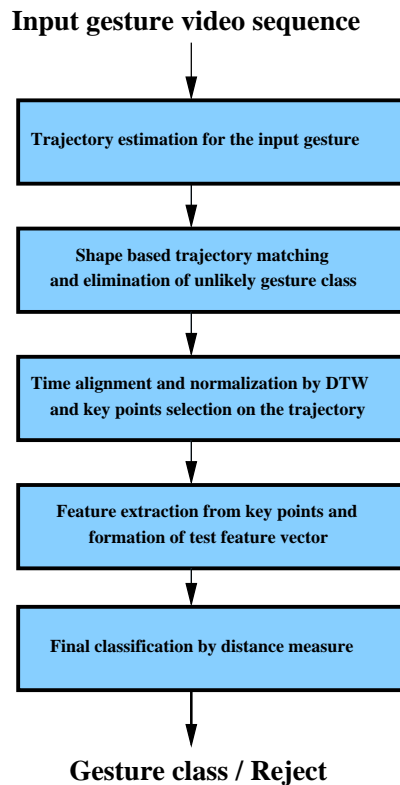 Input gesture video sequence
Trajectory estimation for the input gesture
Shape based trajectory matching
and elimination of unlikely gesture class
Time alignment and normalization by DTW
and key points selection on the trajectory
Feature extraction from key points and
formation of test feature vector
Final classification by distance measure
Gesture class / Reject